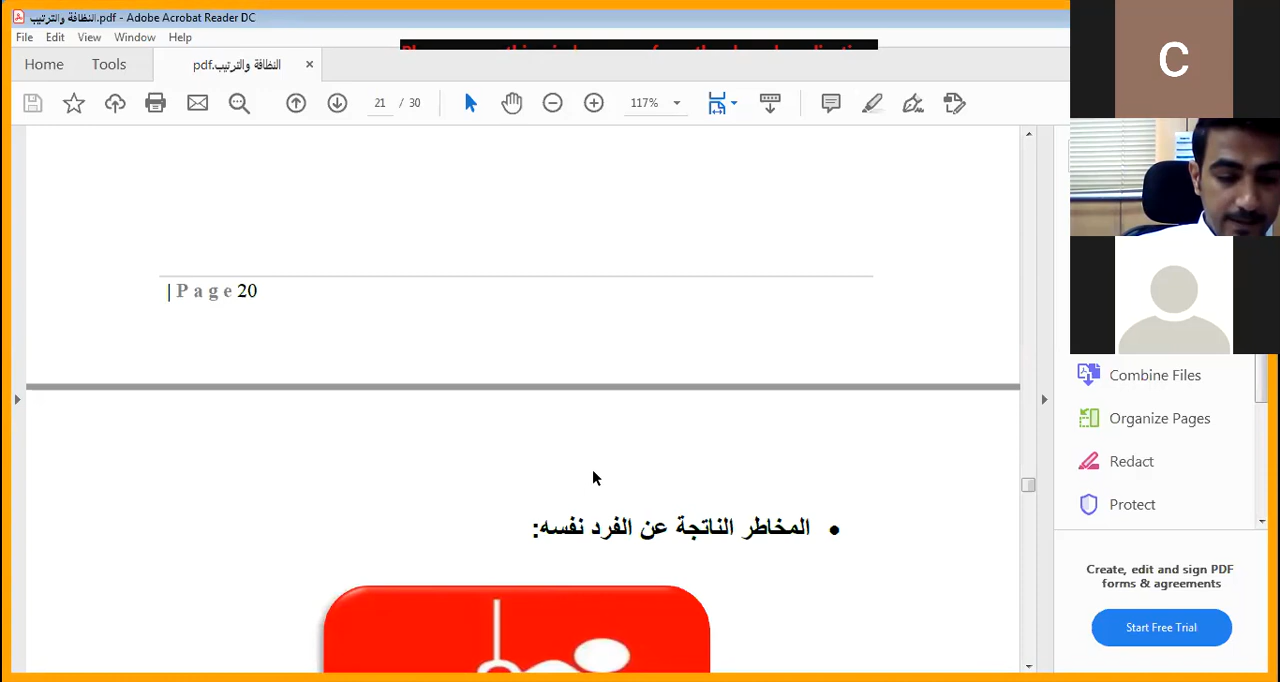 النظافة والترتيب.pdf - Adobe Acrobat Reader DC
File Edit View Window Help
Home Tools النظافة والترتيب.pdf ×
21 / 30 117%
C
| P a g e 20
المخاطر الناتجة عن الفرد نفسه:
Combine Files
Organize Pages
Redact
Protect
Create, edit and sign PDF
forms & agreements
Start Free Trial